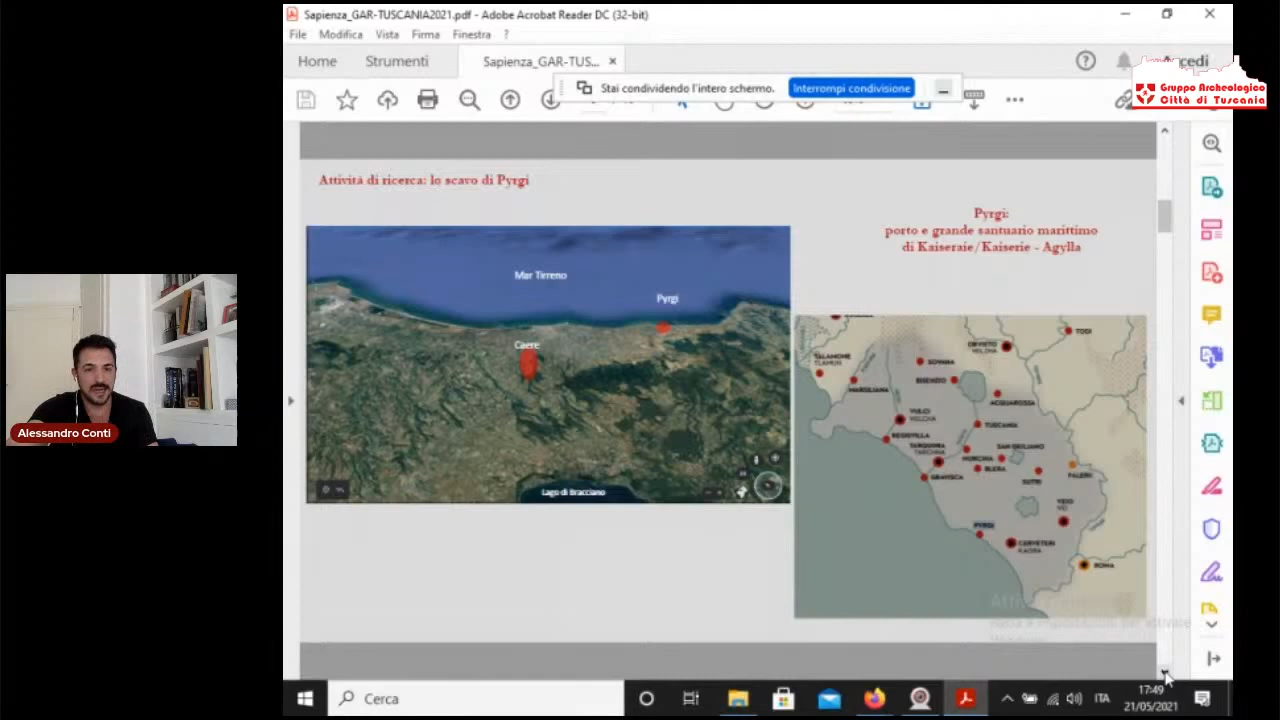 Sapienza_GAR-TUSCANIA2021.pdf - Adobe Acrobat Reader DC (32-bit)
File Modifica Vista Firma Finestra ?
Home Strumenti Sapienza_GAR-TUS... ×
Stai condividendo l'intero schermo. Interrompi condivisione
Gruppo Archeologico
Città di Tuscania
Attività di ricerca: lo scavo di Pyrgi
Pyrgi:
porto e grande santuario marittimo
di Kaiseraie/Kaiserie - Agylla
Mar Tirreno
Pyrgi
Caere
Lago di Bracciano
TODI
ORVIETO
TALAMONE
SOVANA
BISENZIO
MARSILIANA
ACQUAROSSA
VULCI
TUSCANIA
REGISVILLA
TARQUINIA
SAN GIULIANO
NORCHIA
BLERA
GRAVISCA
SUTRI
FALERII
VEIO
PYRGI
CERVETERI
ROMA
Alessandro Conti
Cerca
ITA
17:49
21/05/2021